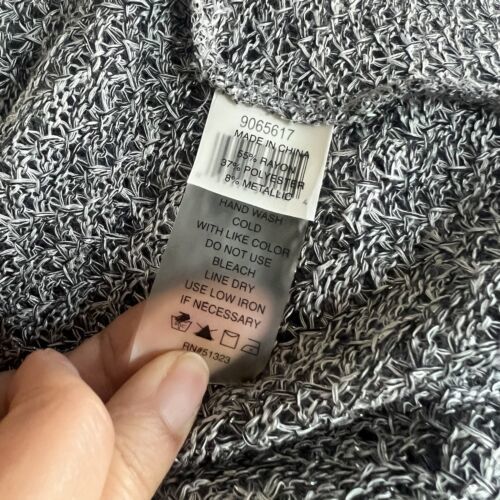 9065617
MADE IN CHINA
55% RAYON
37% POLYESTER
8% METALLIC
HAND WASH
COLD
WITH LIKE COLOR
DO NOT USE
BLEACH
LINE DRY
USE LOW IRON
IF NECESSARY
RN#51323